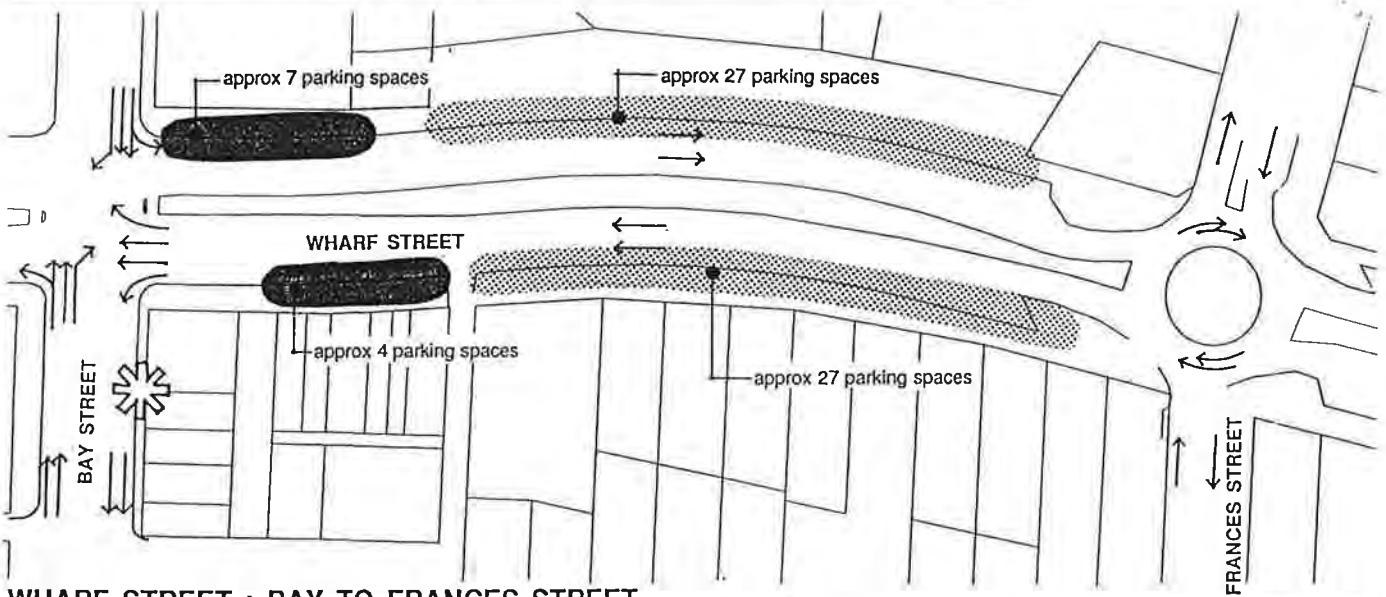 approx 7 parking spaces
approx 27 parking spaces
WHARF STREET
approx 4 parking spaces
approx 27 parking spaces
BAY STREET
FRANCES STREET
WHARF STREET : BAY TO FRANCES STREET